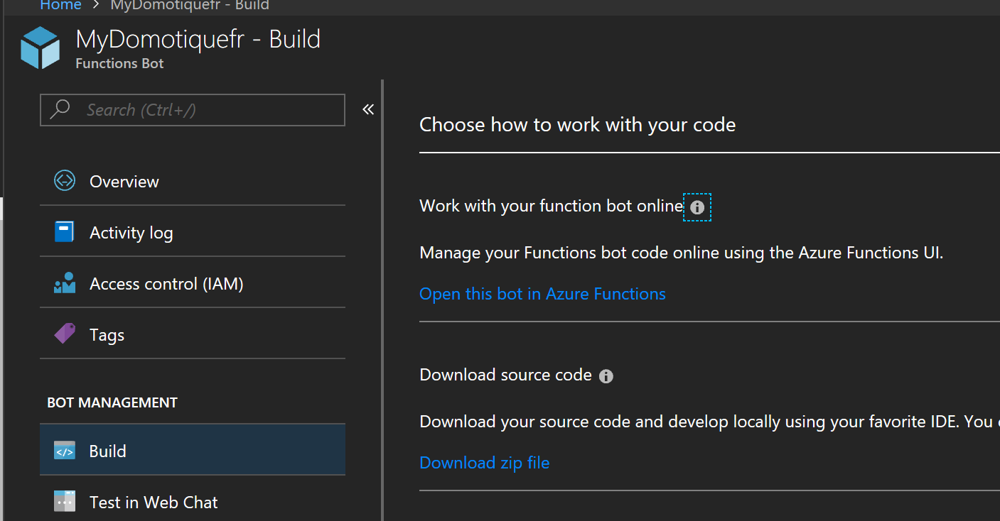 Home > MyDomotiquefr - Build
MyDomotiquefr - Build
Functions Bot
Search (Ctrl+/)
«
Overview
Activity log
Access control (IAM)
Tags
BOT MANAGEMENT
Build
Test in Web Chat
Choose how to work with your code
Work with your function bot online
Manage your Functions bot code online using the Azure Functions UI.
Open this bot in Azure Functions
Download source code
Download your source code and develop locally using your favorite IDE. You
Download zip file